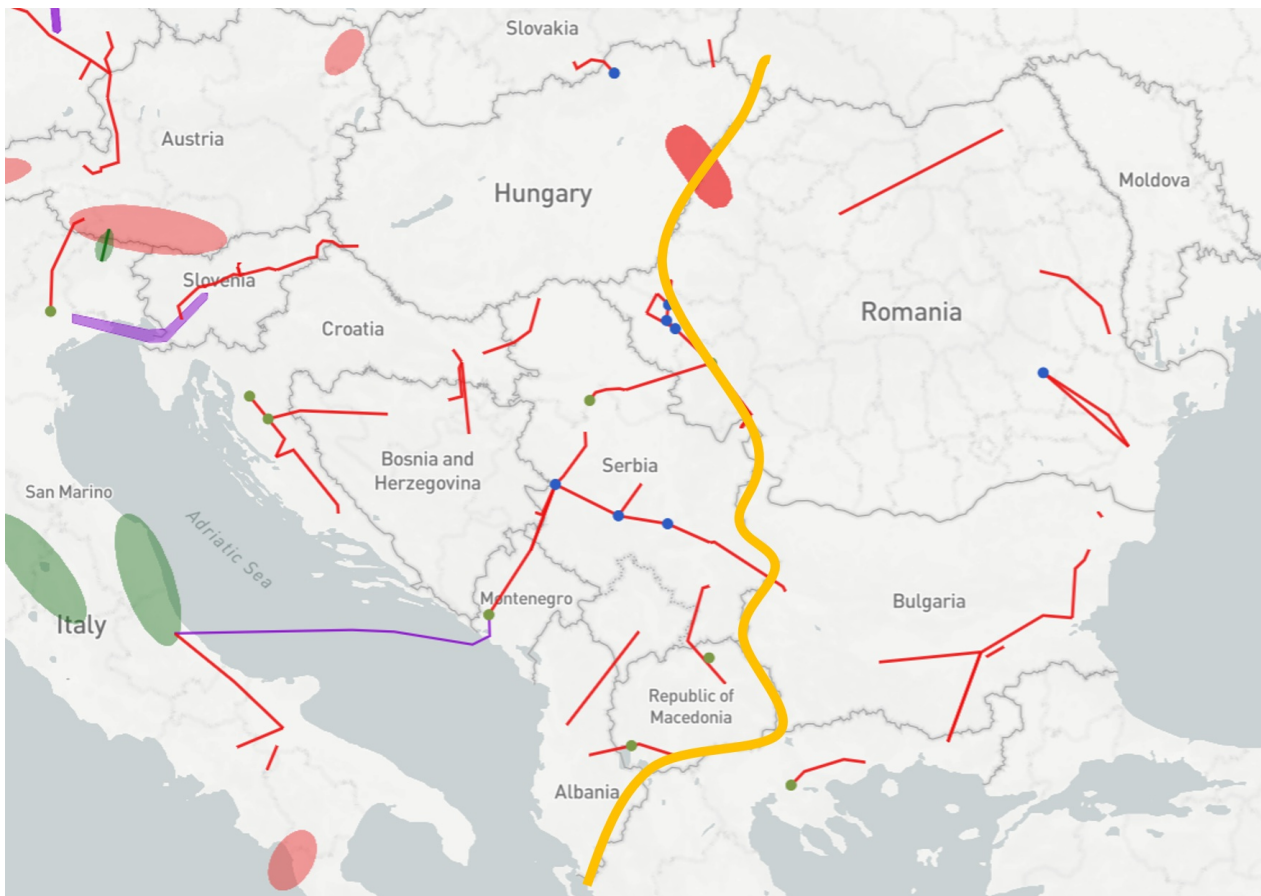 Slovakia
Austria
Hungary
Moldova
Slovenia
Romania
Croatia
Bosnia and
Herzegovina
Serbia
San Marino
Adriatic Sea
Montenegro
Bulgaria
Italy
Republic of
Macedonia
Albania